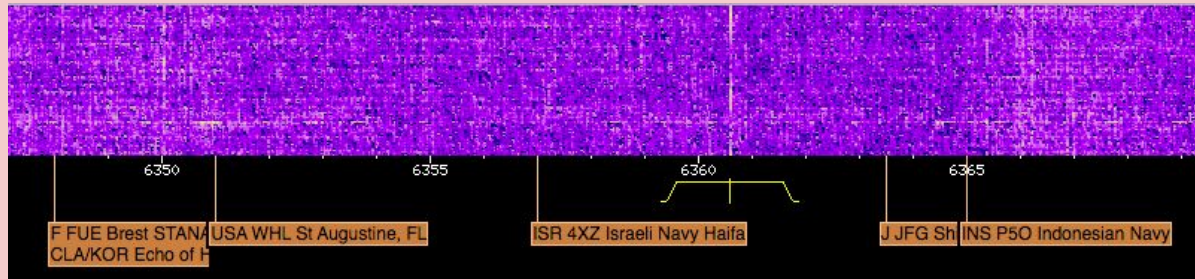 6350 6355 6360 6365
F FUE Brest STANA
CLA/KOR Echo of H
USA WHL St Augustine, FL
ISR 4XZ Israeli Navy Haifa
J JFG Sh
INS P5O Indonesian Navy